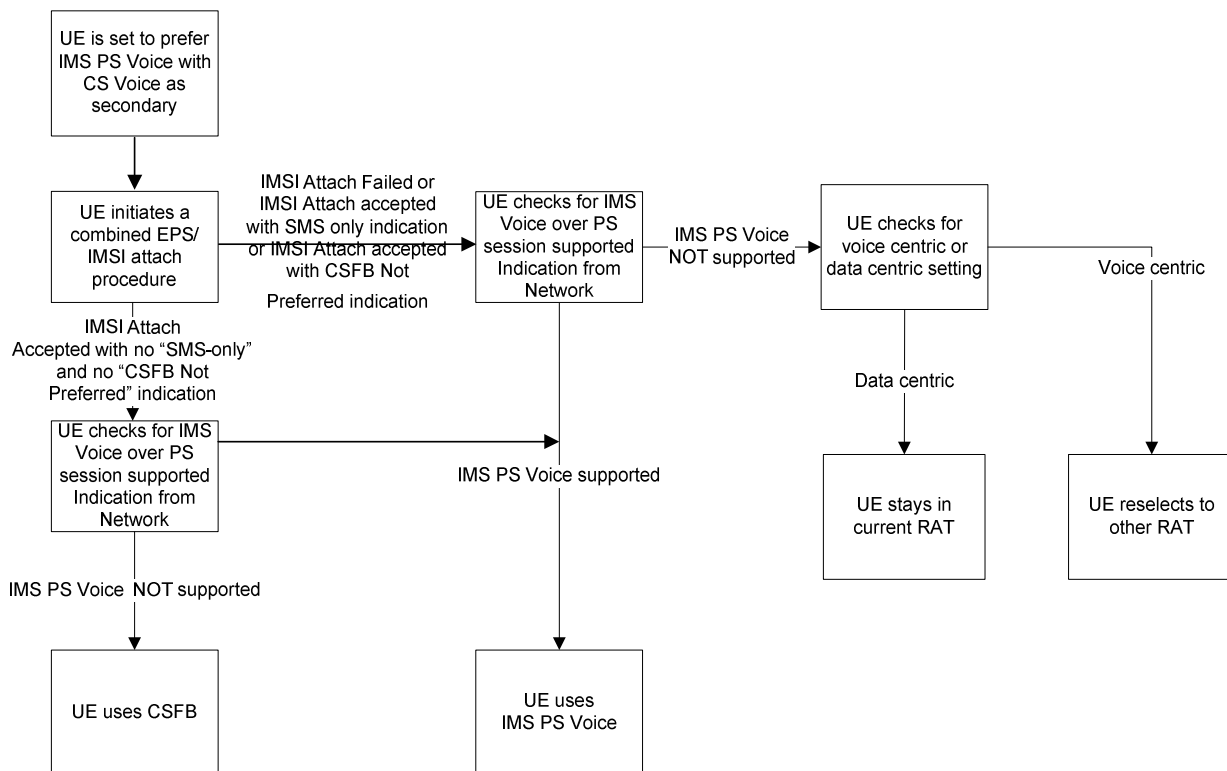 UE is set to prefer
IMS PS Voice with
CS Voice as
secondary
UE initiates a
combined EPS/
IMSI attach
procedure
IMSI Attach Failed or
IMSI Attach accepted
with SMS only indication
or IMSI Attach accepted
with CSFB Not
Preferred indication
UE checks for IMS
Voice over PS
session supported
Indication from
Network
IMS PS Voice
NOT supported
UE checks for
voice centric or
data centric setting
Voice centric
Data centric
IMSI Attach
Accepted with no “SMS-only”
and no “CSFB Not
Preferred” indication
UE checks for IMS
Voice over PS
session supported
Indication from
Network
IMS PS Voice supported
UE stays in
current RAT
UE reselects to
other RAT
IMS PS Voice NOT supported
UE uses CSFB
UE uses
IMS PS Voice